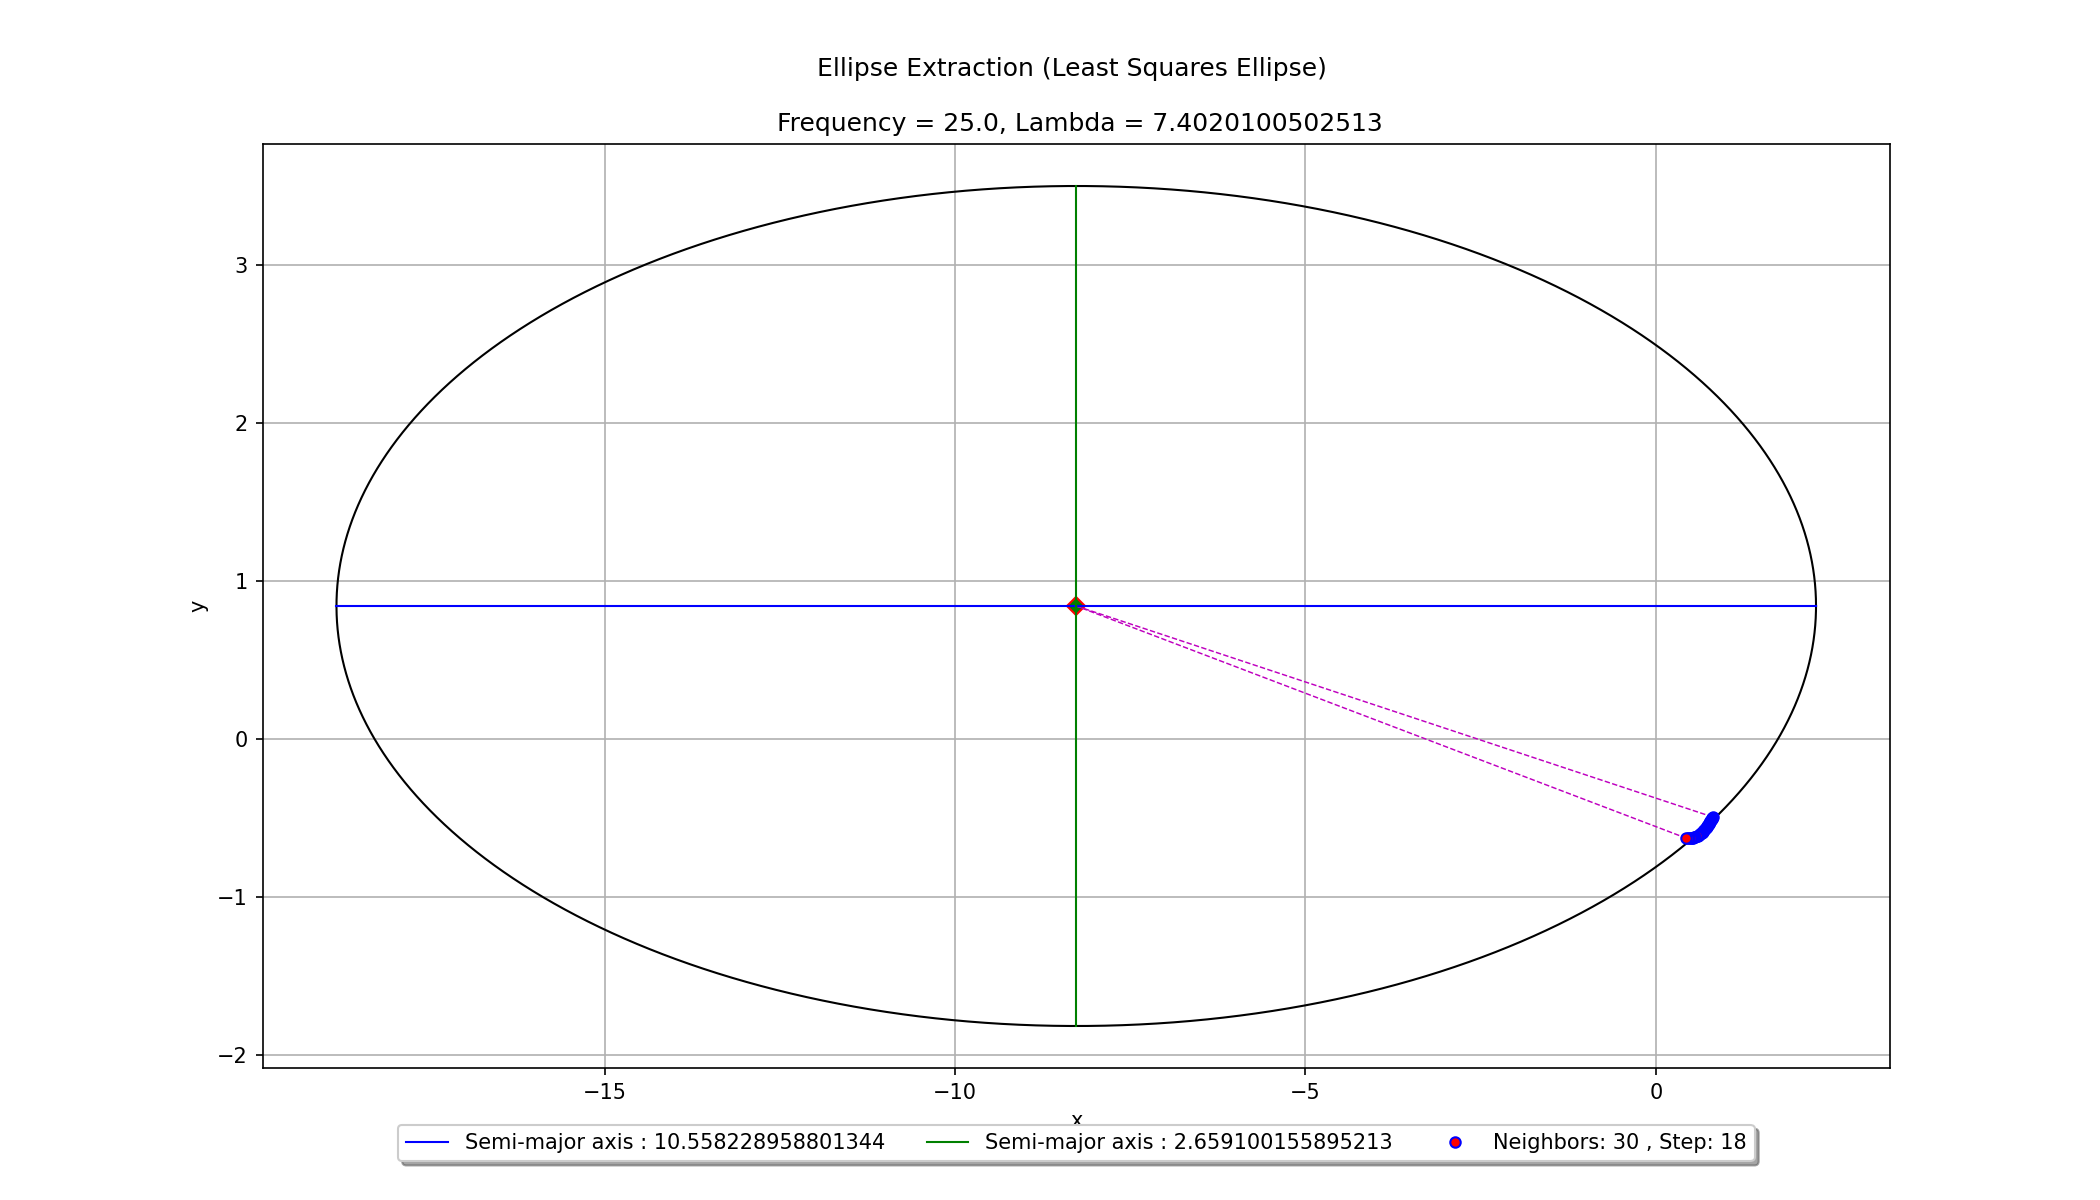 Ellipse Extraction (Least Squares Ellipse)
Frequency = 25.0, Lambda = 7.4020100502513
3
2
1
0
−1
−2
y
−15 −10 −5 0
x
Semi-major axis : 10.558228958801344 Semi-major axis : 2.659100155895213 Neighbors: 30 , Step: 18